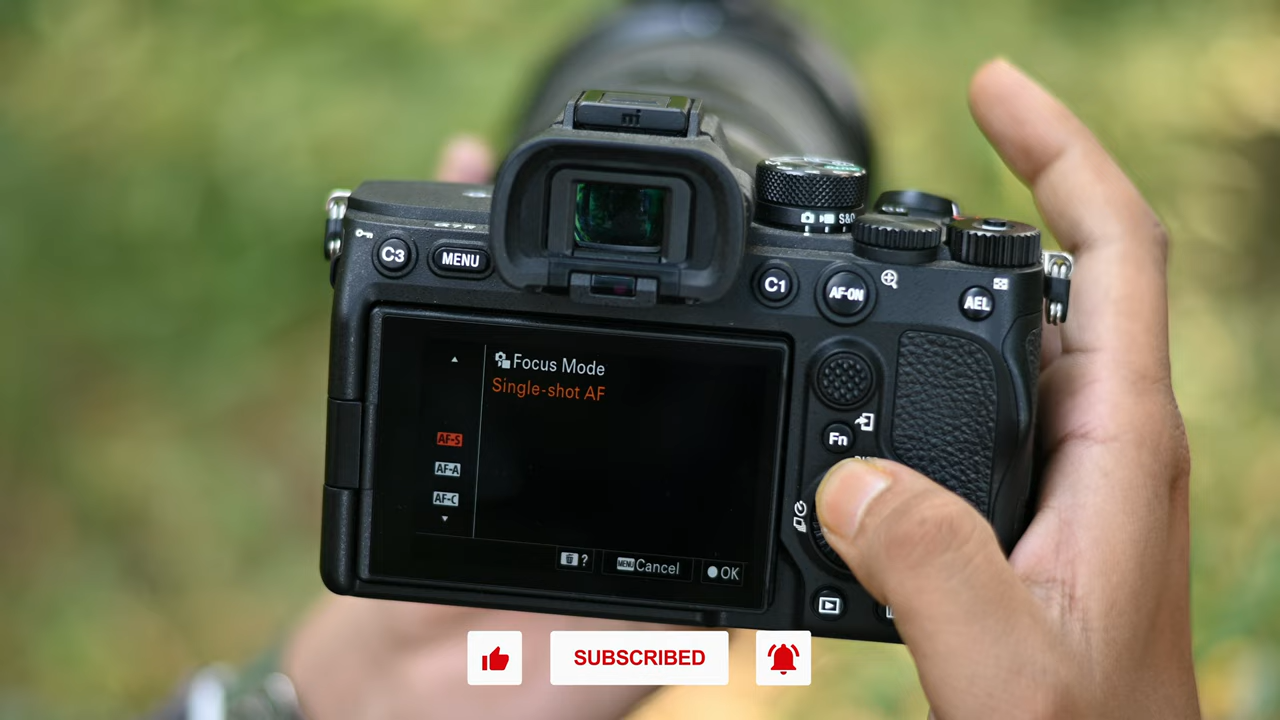 S&Q
C3
MENU
C1
AF-ON
AEL
Focus Mode
Single-shot AF
AF-S
AF-A
AF-C
Fn
?
MENU Cancel
OK
SUBSCRIBED